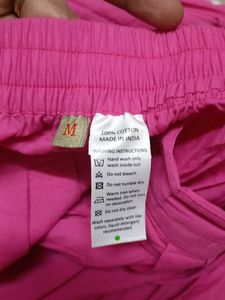 M
100% COTTON
MADE IN INDIA
WASHING INSTRUCTIONS
Hand wash only
wash inside out
Do not bleach
Do not tumble dry
Warm iron when
needed. Do not iron
on decoration
Do not dry clean
Wash separately with like
colors, liquid detergent
recommended